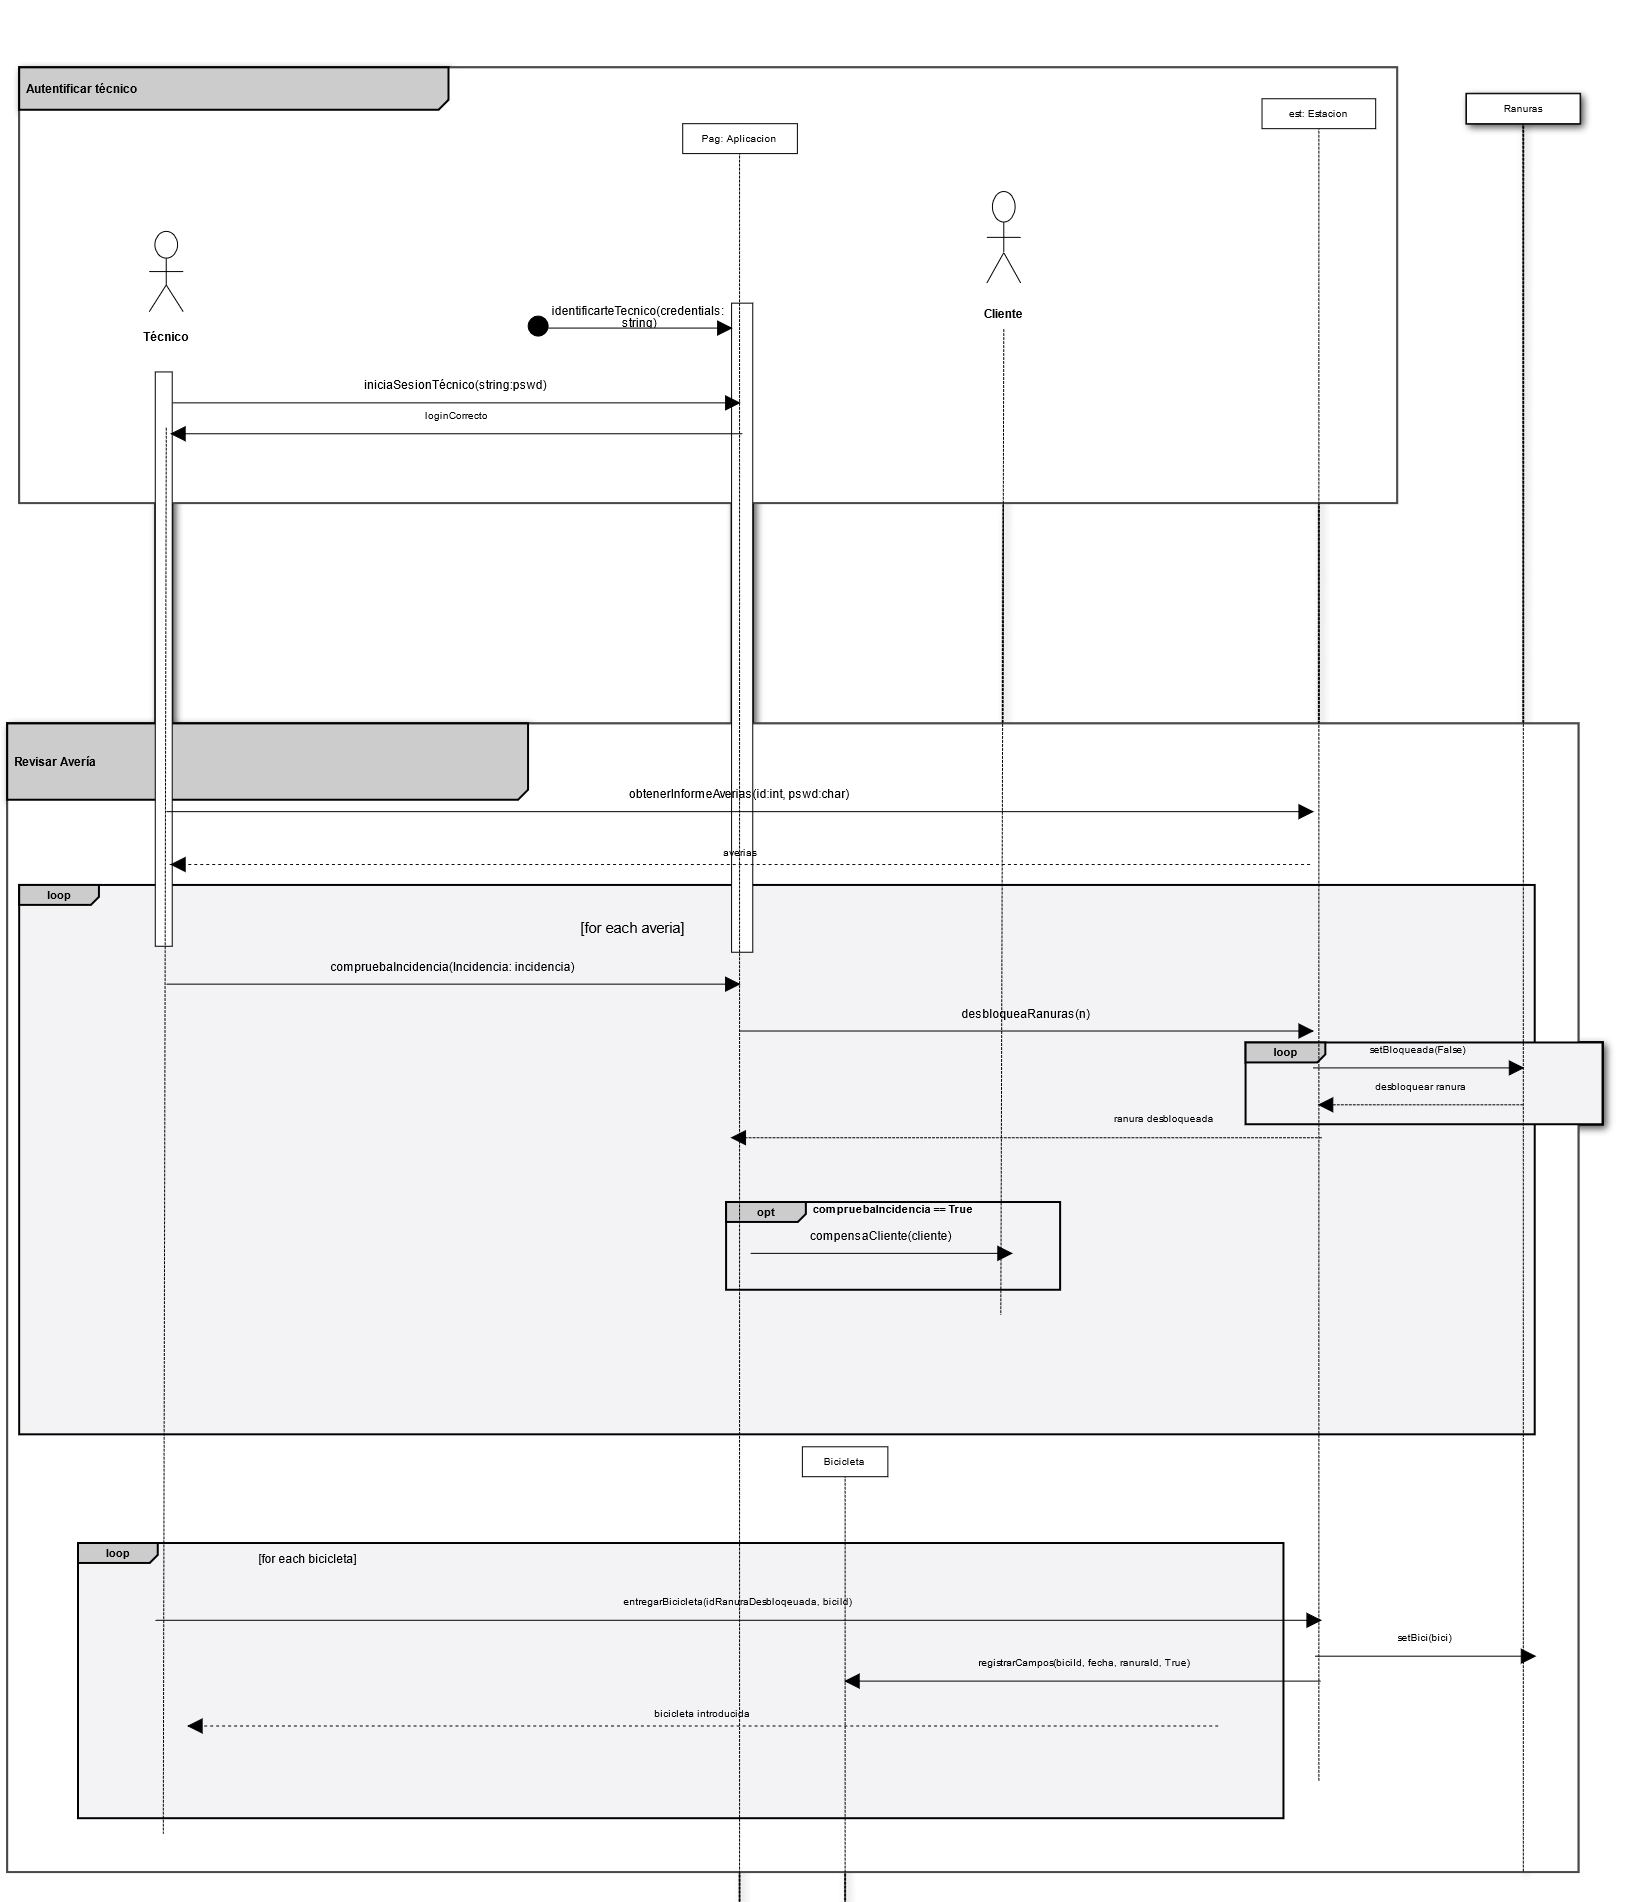 Autentificar técnico
Ranuras
est: Estacion
Pag: Aplicacion
identificarteTecnico(credentials:
string)
Cliente
Técnico
iniciaSesionTécnico(string:pswd)
loginCorrecto
Revisar Avería
obtenerInformeAverias(id:int, pswd:char)
averias
loop
[for each averia]
compruebaIncidencia(Incidencia: incidencia)
desbloqueaRanuras(n)
loop
setBloqueada(False)
desbloquear ranura
ranura desbloqueada
opt
compruebaIncidencia == True
compensaCliente(cliente)
Bicicleta
loop
[for each bicicleta]
entregarBicicleta(idRanuraDesbloqeuada, biciId)
setBici(bici)
registrarCampos(biciId, fecha, ranuraId, True)
bicicleta introducida